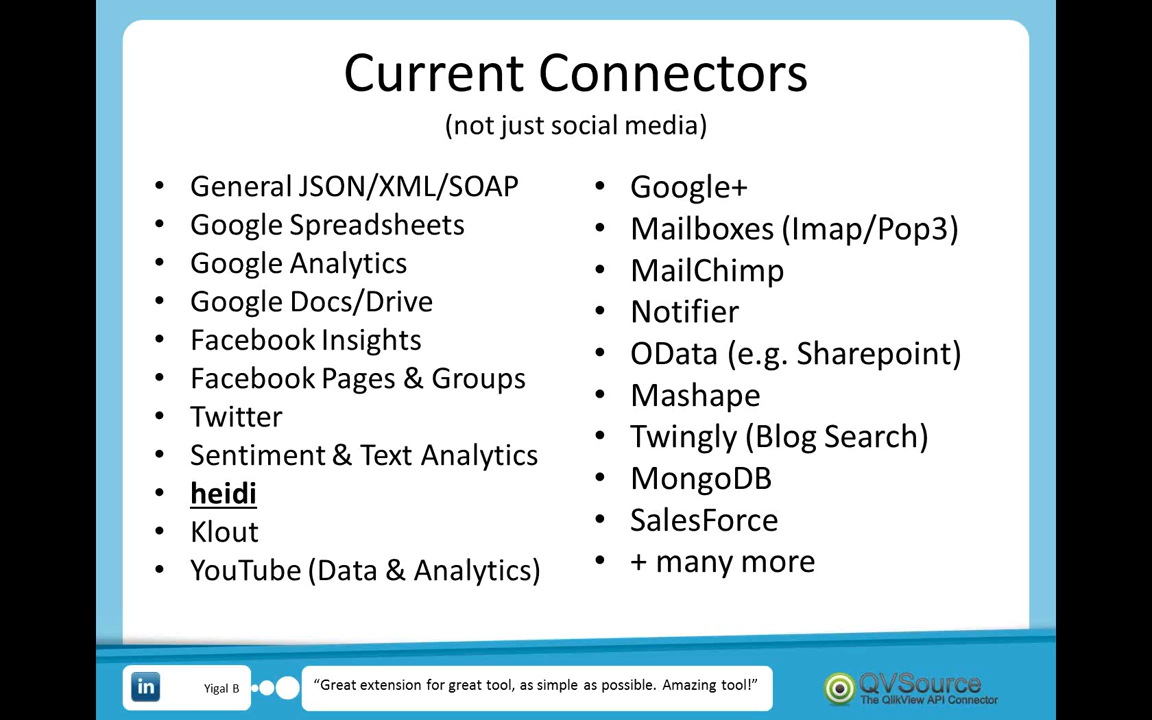 Current Connectors
(not just social media)
• General JSON/XML/SOAP
• Google Spreadsheets
• Google Analytics
• Google Docs/Drive
• Facebook Insights
• Facebook Pages & Groups
• Twitter
• Sentiment & Text Analytics
• heidi
• Klout
• YouTube (Data & Analytics)
• Google+
• Mailboxes (Imap/Pop3)
• MailChimp
• Notifier
• OData (e.g. Sharepoint)
• Mashape
• Twingly (Blog Search)
• MongoDB
• SalesForce
• + many more
in
Yigal B
“Great extension for great tool, as simple as possible. Amazing tool!”
QVSource
The QlikView API Connector